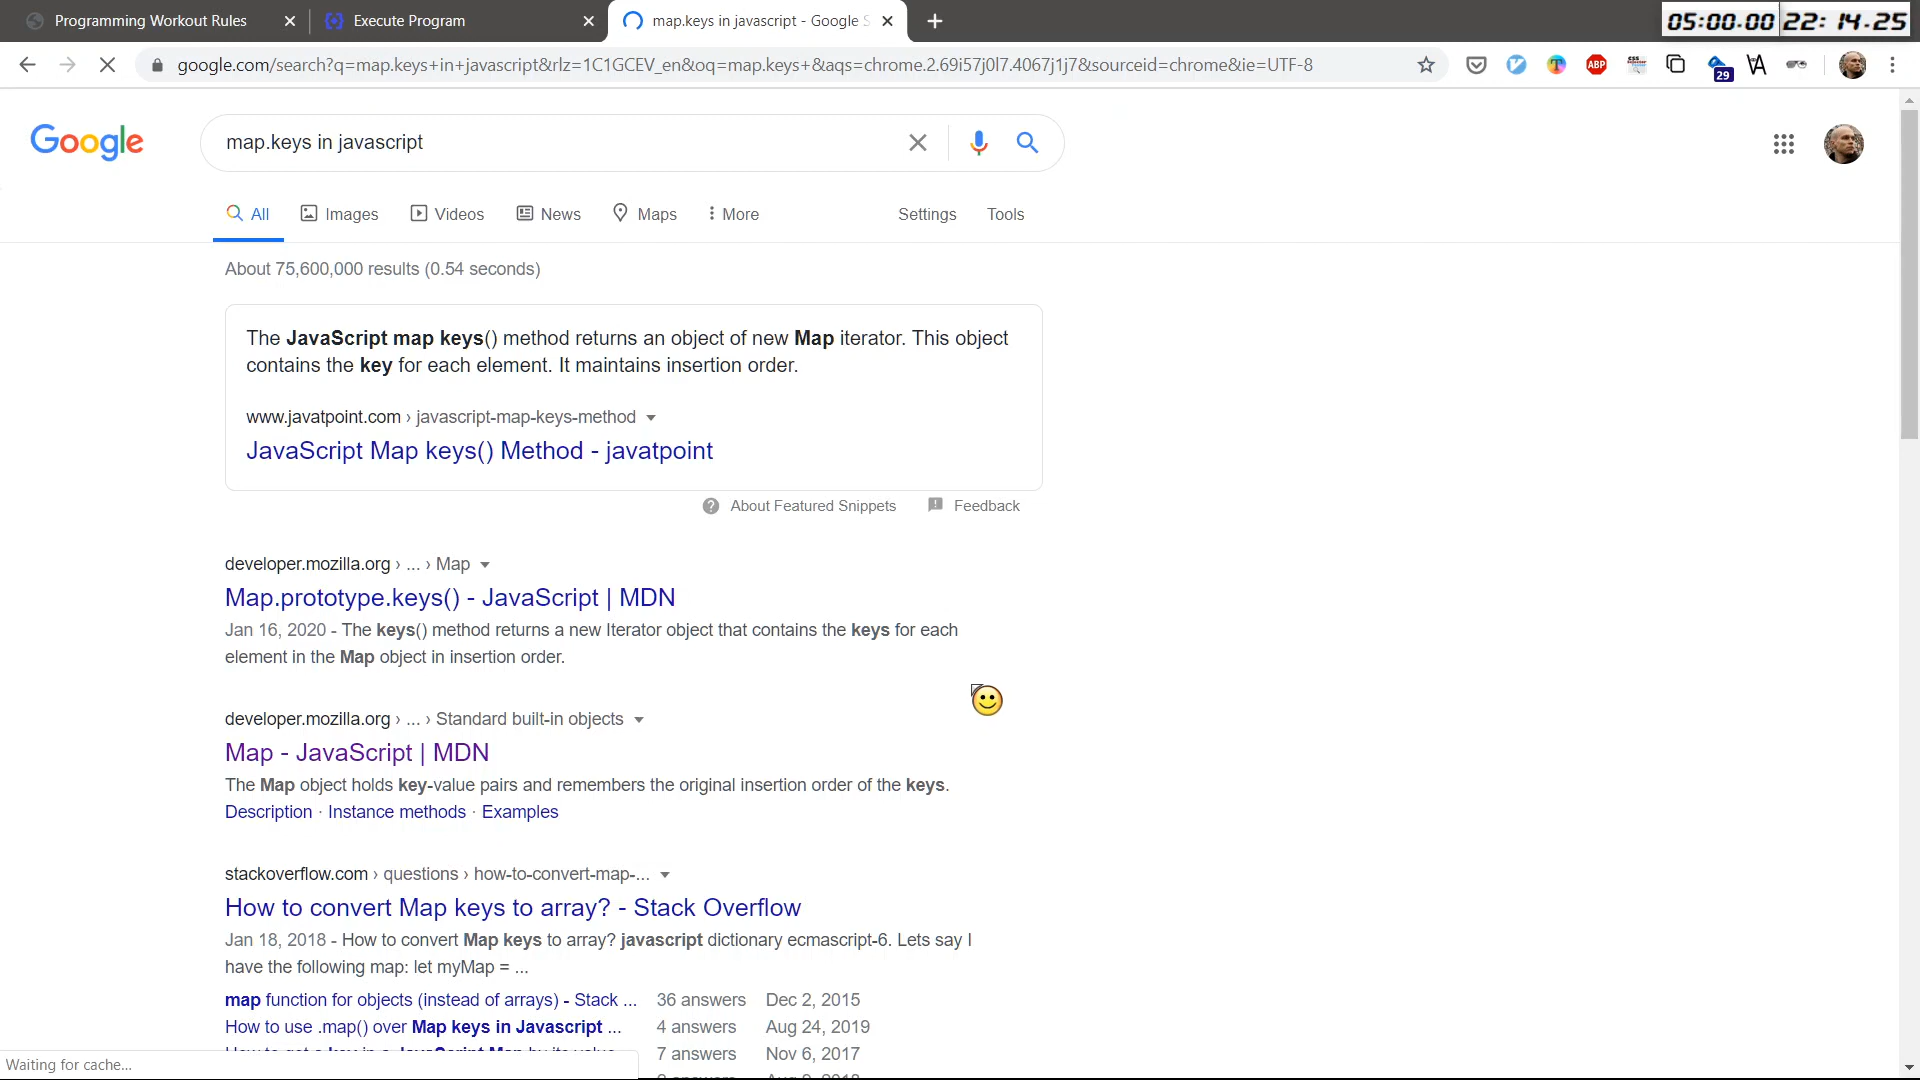 Programming Workout Rules
Execute Program
map.keys in javascript - Google S
05:00.00 22:14.25
google.com/search?q=map.keys+in+javascript&rlz=1C1GCEV_en&oq=map.keys+&aqs=chrome.2.69i57j0l7.4067j1j7&sourceid=chrome&ie=UTF-8
ABP
29
Google
map.keys in javascript
All Images Videos News Maps More Settings Tools
About 75,600,000 results (0.54 seconds)
The JavaScript map keys() method returns an object of new Map iterator. This object
contains the key for each element. It maintains insertion order.
www.javatpoint.com › javascript-map-keys-method
JavaScript Map keys() Method - javatpoint
About Featured Snippets Feedback
developer.mozilla.org › ... › Map
Map.prototype.keys() - JavaScript | MDN
Jan 16, 2020 - The keys() method returns a new Iterator object that contains the keys for each
element in the Map object in insertion order.
developer.mozilla.org › ... › Standard built-in objects
Map - JavaScript | MDN
The Map object holds key-value pairs and remembers the original insertion order of the keys.
Description · Instance methods · Examples
stackoverflow.com › questions › how-to-convert-map-...
How to convert Map keys to array? - Stack Overflow
Jan 18, 2018 - How to convert Map keys to array? javascript dictionary ecmascript-6. Lets say I
have the following map: let myMap = ...
map function for objects (instead of arrays) - Stack ... 36 answers Dec 2, 2015
How to use .map() over Map keys in Javascript ... 4 answers Aug 24, 2019
7 answers Nov 6, 2017
Waiting for cache...